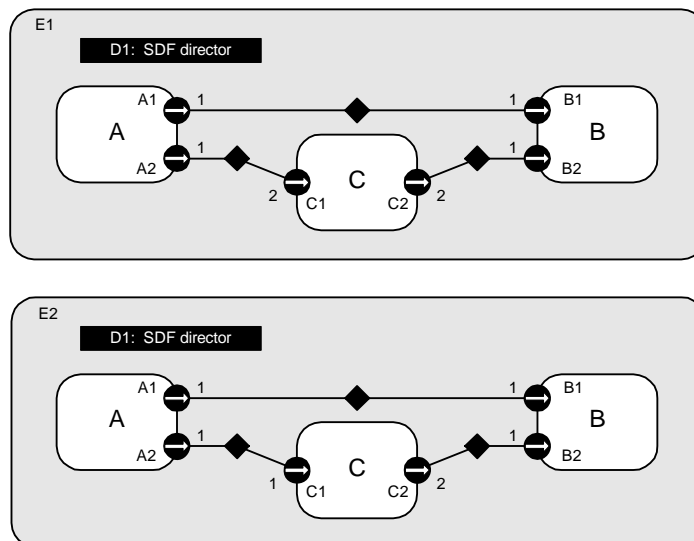 E1
D1: SDF director
A1 1 1 B1
A B
A2 1 1 B2
C
2 C1 C2 2
E2
D1: SDF director
A1 1 1 B1
A B
A2 1 1 B2
C
1 C1 C2 2